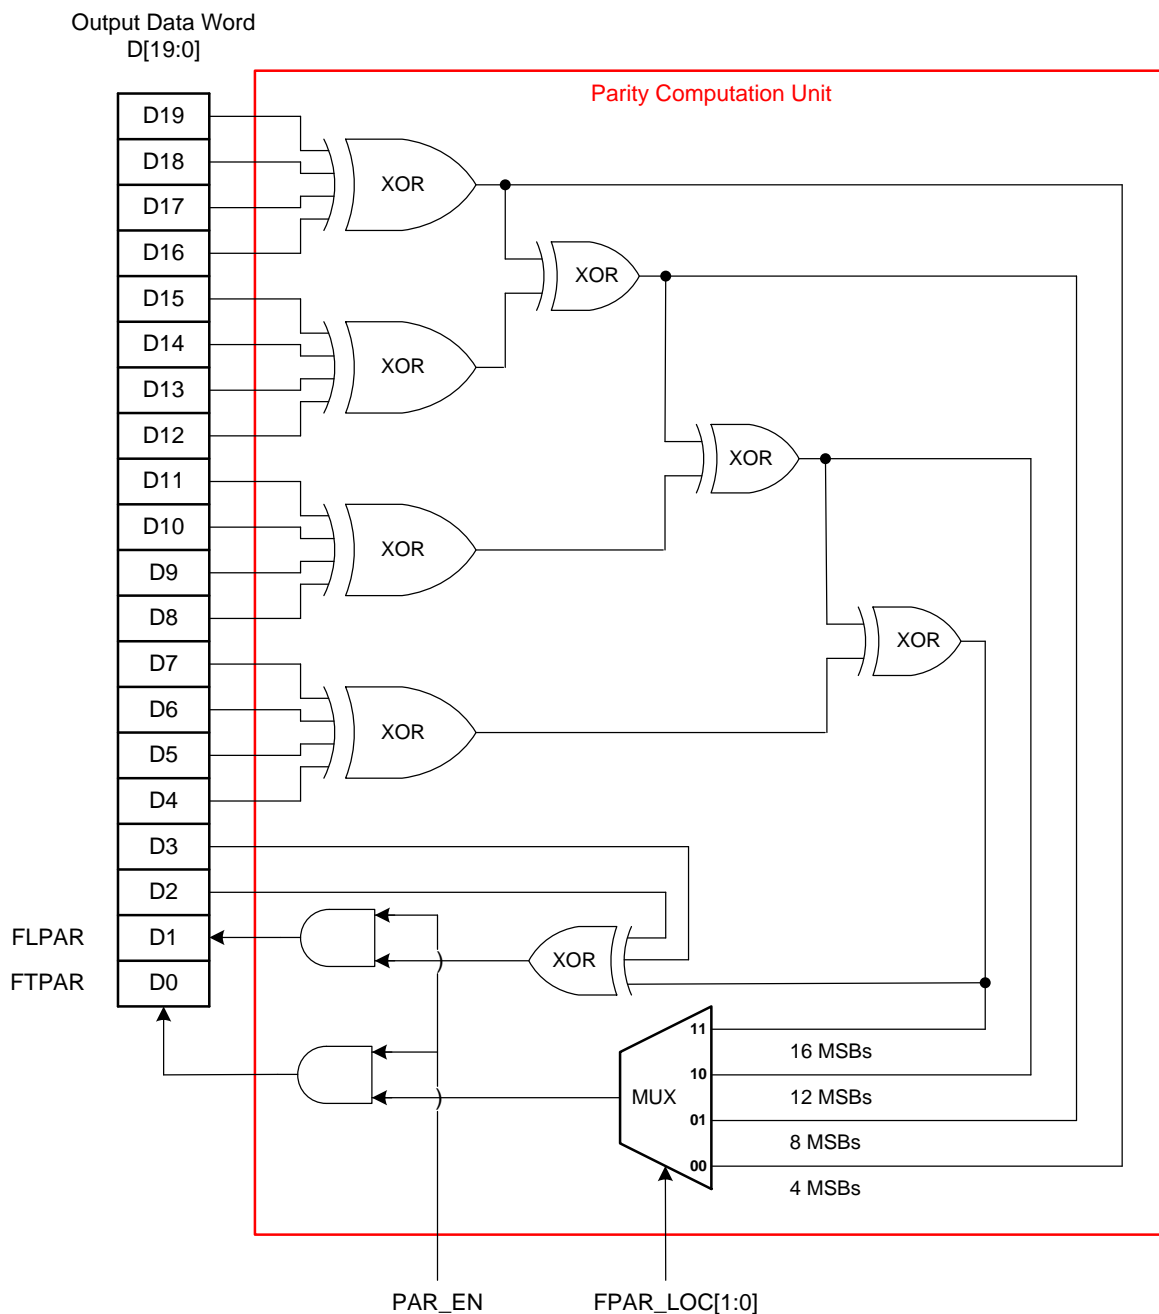 Output Data Word
D[19:0]
Parity Computation Unit
D19
D18
D17
D16
D15
D14
D13
D12
D11
D10
D9
D8
D7
D6
D5
D4
D3
D2
FLPAR D1
FTPAR D0
XOR
XOR
XOR
XOR
XOR
XOR
XOR
XOR
MUX
11
16 MSBs
10
12 MSBs
01
8 MSBs
00
4 MSBs
PAR_EN
FPAR_LOC[1:0]